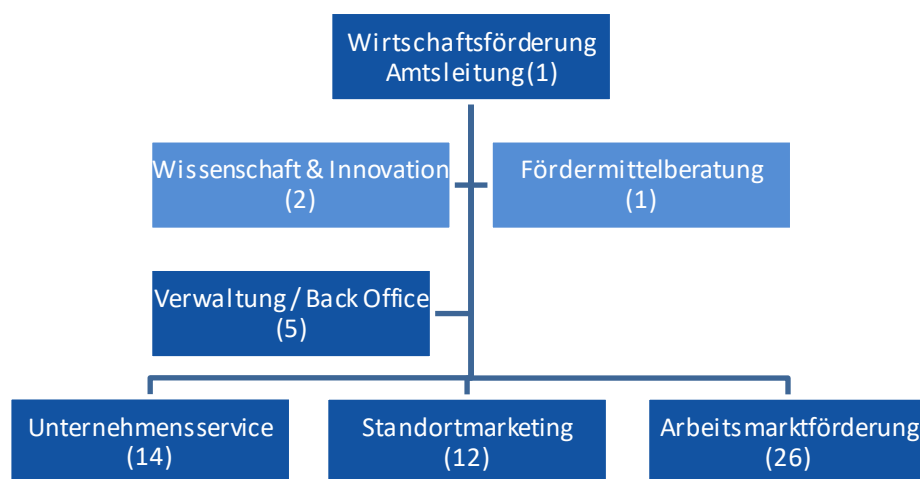 Wirtschaftsförderung
Amtsleitung (1)
Wissenschaft & Innovation
(2)
Fördermittelberatung
(1)
Verwaltung / Back Office
(5)
Unternehmensservice
(14)
Standortmarketing
(12)
Arbeitsmarktförderung
(26)